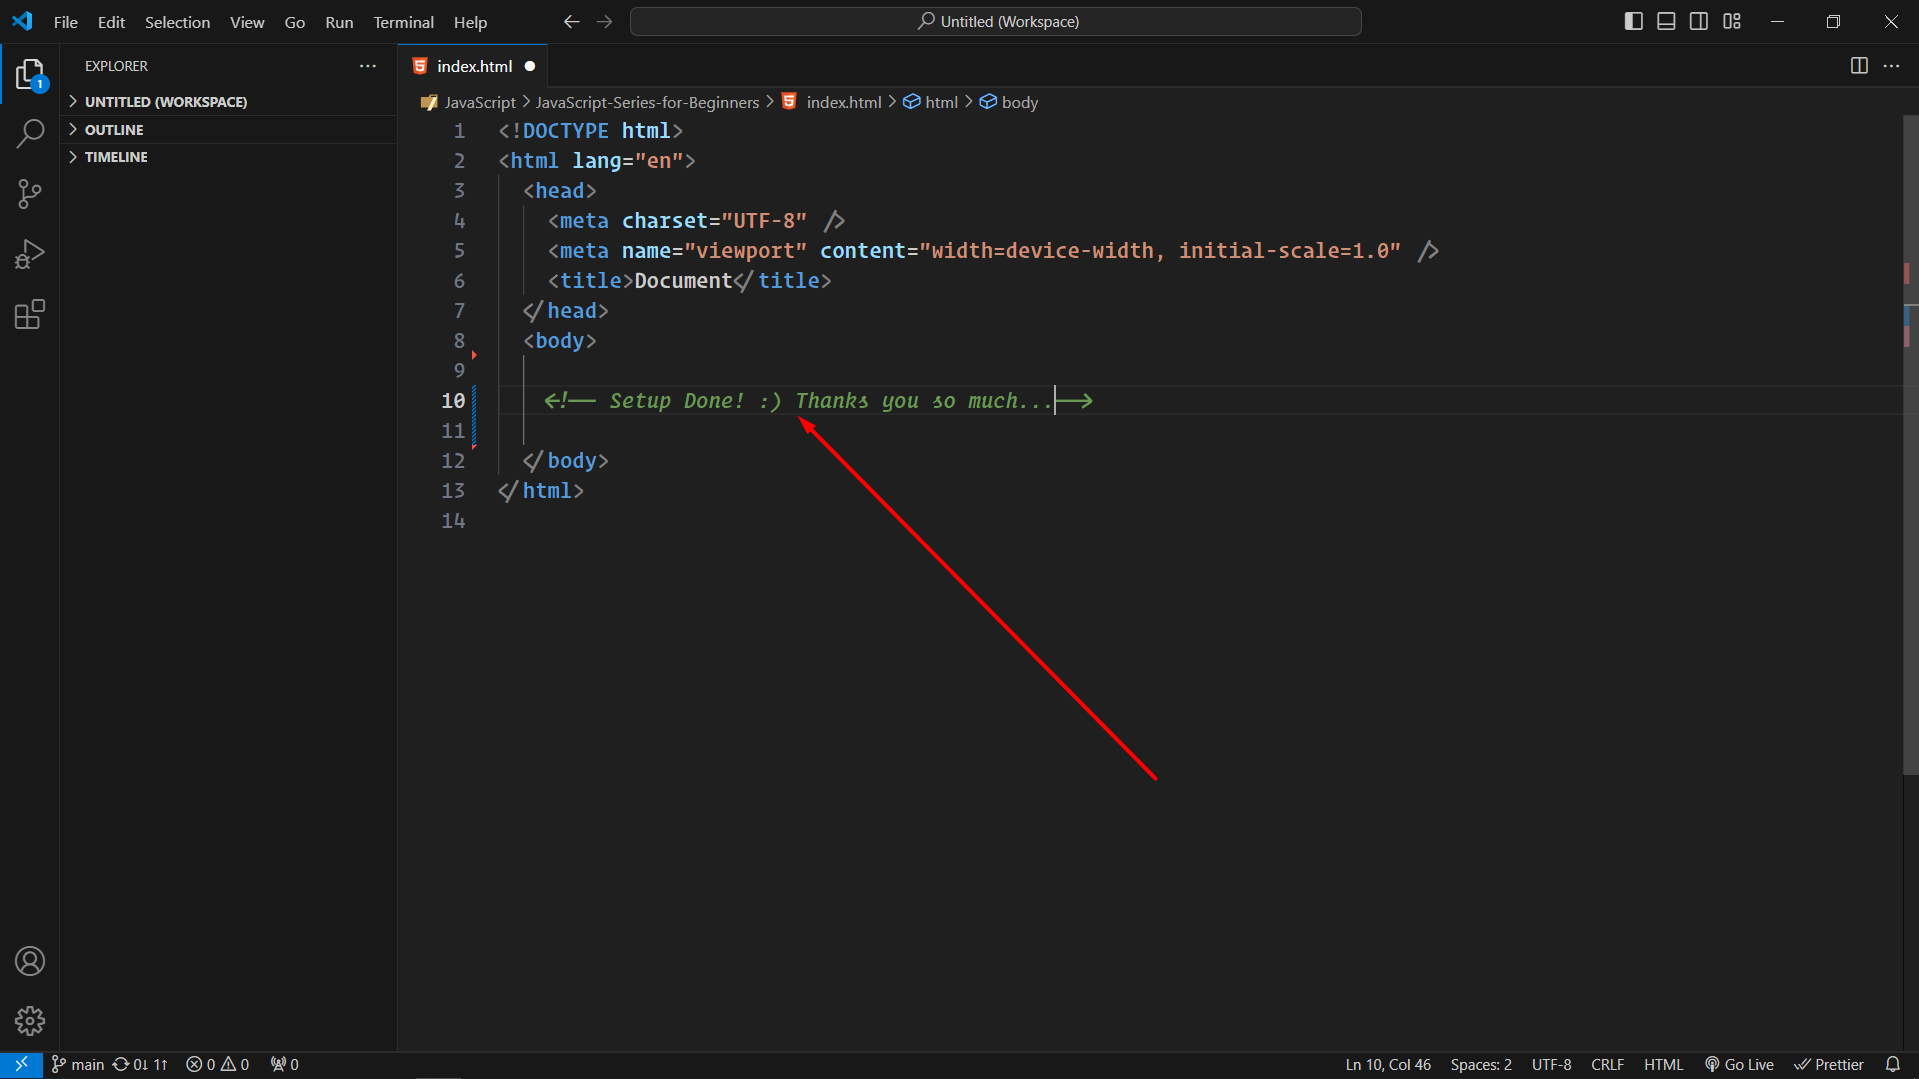 File Edit Selection View Go Run Terminal Help
Untitled (Workspace)
EXPLORER
1
UNTITLED (WORKSPACE)
OUTLINE
TIMELINE
index.html
JavaScript > JavaScript-Series-for-Beginners > index.html > html > body
1 <!DOCTYPE html>
2 <html lang="en">
3 <head>
4 <meta charset="UTF-8" />
5 <meta name="viewport" content="width=device-width, initial-scale=1.0" />
6 <title>Document</title>
7 </head>
8 <body>
9
10 <!-- Setup Done! :) Thanks you so much...-->
11
12 </body>
13 </html>
14
main 0↓ 1↑ 0 0 0 Ln 10, Col 46 Spaces: 2 UTF-8 CRLF HTML Go Live Prettier